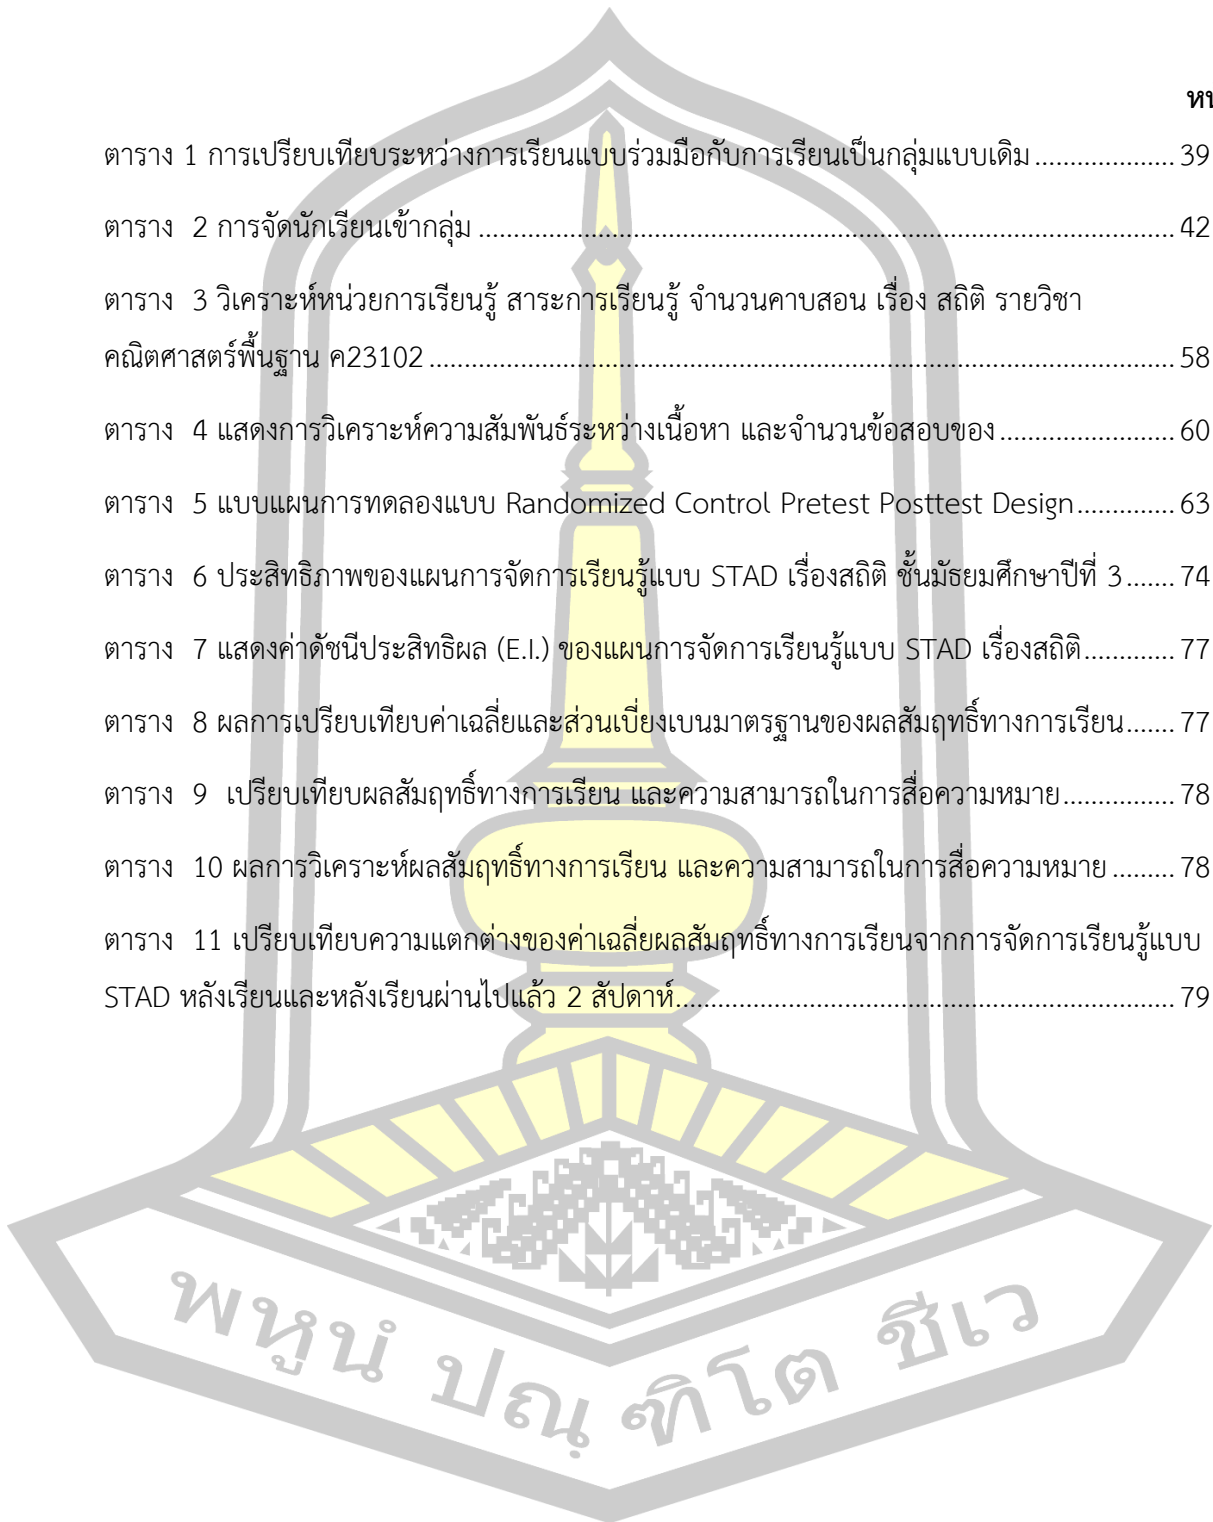 ตาราง 1 การเปรียบเทียบระหว่างการเรียนแบบร่วมมือกับการเรียนเป็นกลุ่มแบบเดิม .................... 39
ตาราง 2 การจัดนักเรียนเข้ากลุ่ม .................... 42
ตาราง 3 วิเคราะห์หน่วยการเรียนรู้ สาระการเรียนรู้ จำนวนคาบสอน เรื่อง สถิติ รายวิชา
คณิตศาสตร์พื้นฐาน ค23102 .................... 58
ตาราง 4 แสดงการวิเคราะห์ความสัมพันธ์ระหว่างเนื้อหา และจำนวนข้อสอบของ .................... 60
ตาราง 5 แบบแผนการทดลองแบบ Randomized Control Pretest Posttest Design .............. 63
ตาราง 6 ประสิทธิภาพของแผนการจัดการเรียนรู้แบบ STAD เรื่องสถิติ ชั้นมัธยมศึกษาปีที่ 3 ....... 74
ตาราง 7 แสดงค่าดัชนีประสิทธิผล (E.I.) ของแผนการจัดการเรียนรู้แบบ STAD เรื่องสถิติ ............. 77
ตาราง 8 ผลการเปรียบเทียบค่าเฉลี่ยและส่วนเบี่ยงเบนมาตรฐานของผลสัมฤทธิ์ทางการเรียน ....... 77
ตาราง 9 เปรียบเทียบผลสัมฤทธิ์ทางการเรียน และความสามารถในการสื่อความหมาย ................ 78
ตาราง 10 ผลการวิเคราะห์ผลสัมฤทธิ์ทางการเรียน และความสามารถในการสื่อความหมาย ......... 78
ตาราง 11 เปรียบเทียบความแตกต่างของค่าเฉลี่ยผลสัมฤทธิ์ทางการเรียนจากการจัดการเรียนรู้แบบ
STAD หลังเรียนและหลังเรียนผ่านไปแล้ว 2 สัปดาห์ .................... 79
พหูนํ ปณฺฑิโต ชีเว